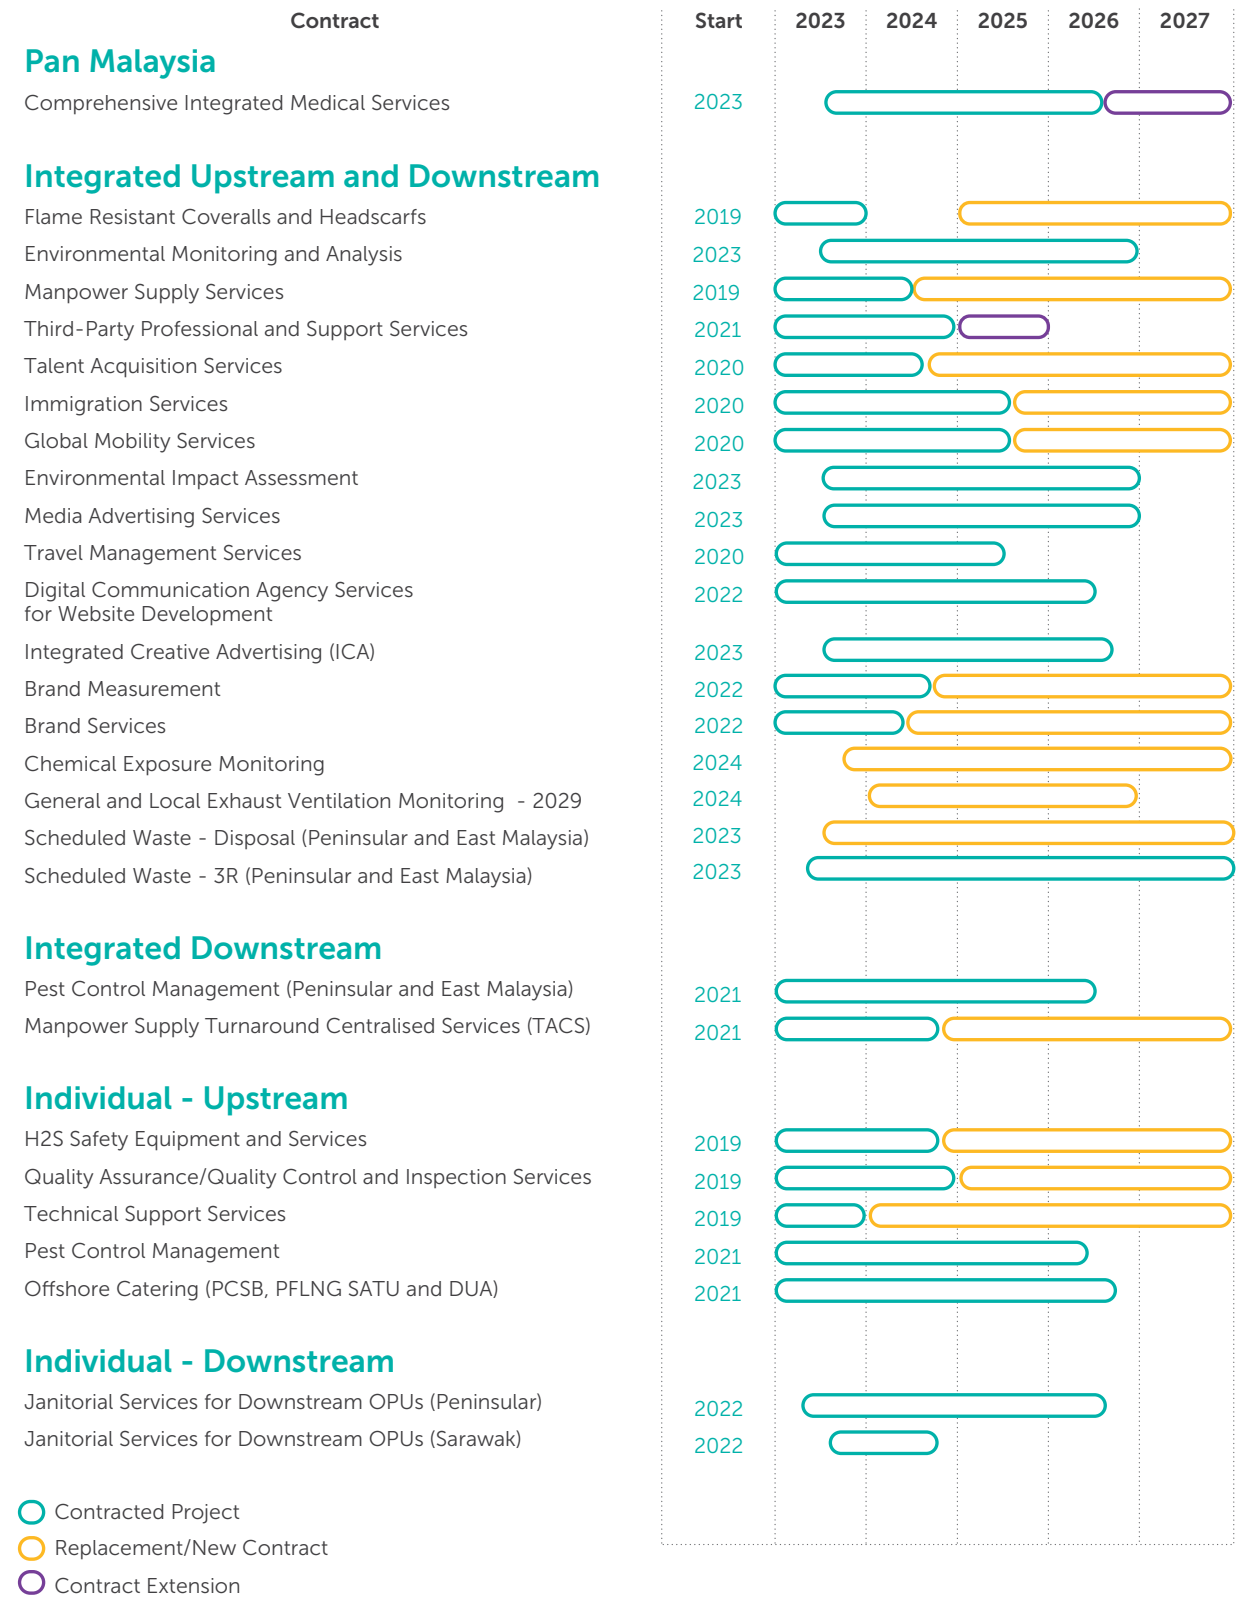 Contract Start 2023 2024 2025 2026 2027
Pan Malaysia
Comprehensive Integrated Medical Services 2023
Integrated Upstream and Downstream
Flame Resistant Coveralls and Headscarfs 2019
Environmental Monitoring and Analysis 2023
Manpower Supply Services 2019
Third-Party Professional and Support Services 2021
Talent Acquisition Services 2020
Immigration Services 2020
Global Mobility Services 2020
Environmental Impact Assessment 2023
Media Advertising Services 2023
Travel Management Services 2020
Digital Communication Agency Services 2022
for Website Development
Integrated Creative Advertising (ICA) 2023
Brand Measurement 2022
Brand Services 2022
Chemical Exposure Monitoring 2024
General and Local Exhaust Ventilation Monitoring - 2029 2024
Scheduled Waste - Disposal (Peninsular and East Malaysia) 2023
Scheduled Waste - 3R (Peninsular and East Malaysia) 2023
Integrated Downstream
Pest Control Management (Peninsular and East Malaysia) 2021
Manpower Supply Turnaround Centralised Services (TACS) 2021
Individual - Upstream
H2S Safety Equipment and Services 2019
Quality Assurance/Quality Control and Inspection Services 2019
Technical Support Services 2019
Pest Control Management 2021
Offshore Catering (PCSB, PFLNG SATU and DUA) 2021
Individual - Downstream
Janitorial Services for Downstream OPUs (Peninsular) 2022
Janitorial Services for Downstream OPUs (Sarawak) 2022
Contracted Project
Replacement/New Contract
Contract Extension